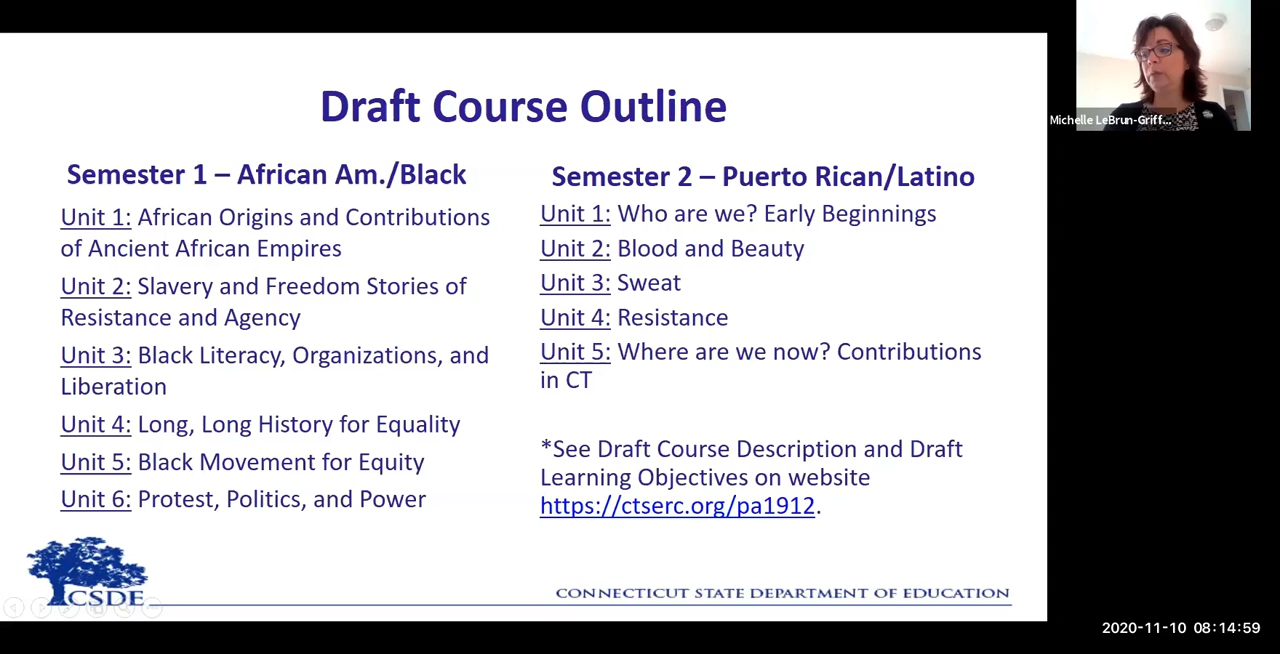 Draft Course Outline
Semester 1 – African Am./Black
Unit 1: African Origins and Contributions
of Ancient African Empires
Unit 2: Slavery and Freedom Stories of
Resistance and Agency
Unit 3: Black Literacy, Organizations, and
Liberation
Unit 4: Long, Long History for Equality
Unit 5: Black Movement for Equity
Unit 6: Protest, Politics, and Power
Semester 2 – Puerto Rican/Latino
Unit 1: Who are we? Early Beginnings
Unit 2: Blood and Beauty
Unit 3: Sweat
Unit 4: Resistance
Unit 5: Where are we now? Contributions
in CT
*See Draft Course Description and Draft
Learning Objectives on website
https://ctserc.org/pa1912.
CSDE
CONNECTICUT STATE DEPARTMENT OF EDUCATION
Michelle LeBrun-Griff...
2020-11-10 08:14:59